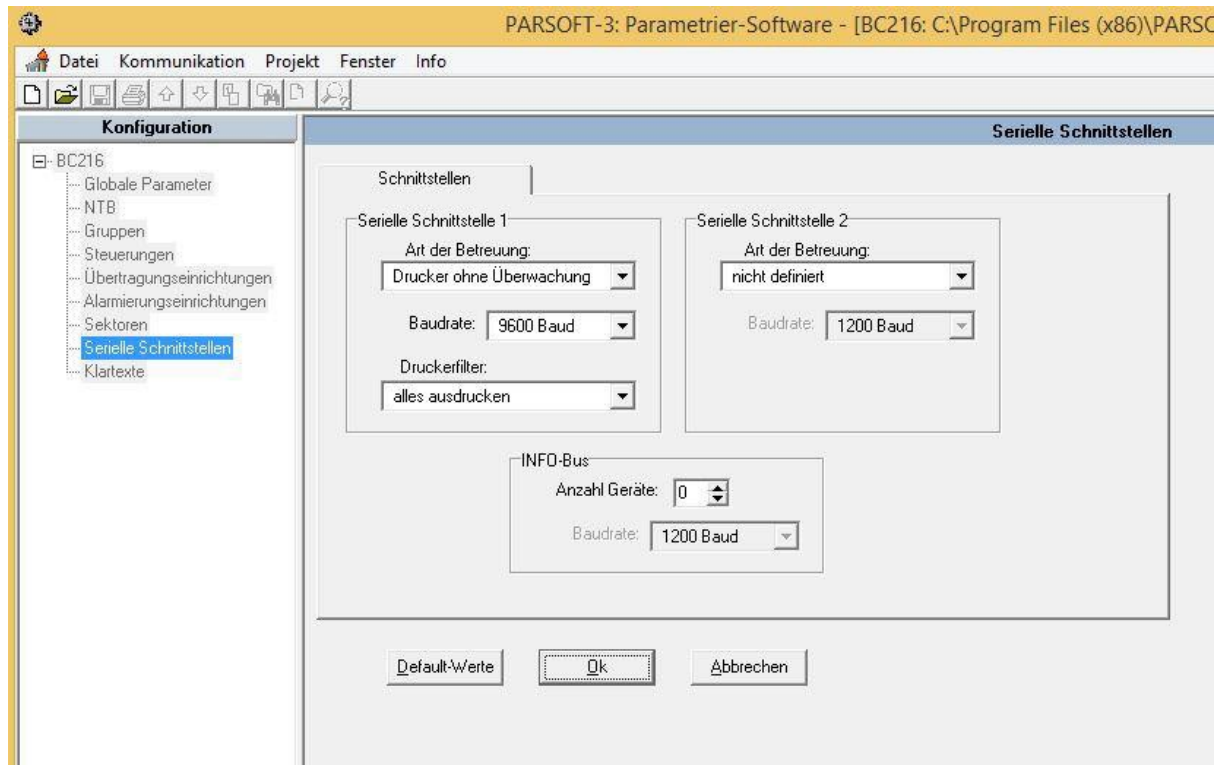 PARSOFT-3: Parametrier-Software - [BC216: C:\Program Files (x86)\PARSO
Datei Kommunikation Projekt Fenster Info
Konfiguration
Serielle Schnittstellen
BC216
Globale Parameter
NTB
Gruppen
Steuerungen
Übertragungseinrichtungen
Alarmierungseinrichtungen
Sektoren
Serielle Schnittstellen
Klartexte
Schnittstellen
Serielle Schnittstelle 1
Art der Betreuung:
Drucker ohne Überwachung
Baudrate: 9600 Baud
Druckerfilter:
alles ausdrucken
Serielle Schnittstelle 2
Art der Betreuung:
nicht definiert
Baudrate: 1200 Baud
INFO-Bus
Anzahl Geräte: 0
Baudrate: 1200 Baud
Default-Werte Ok Abbrechen